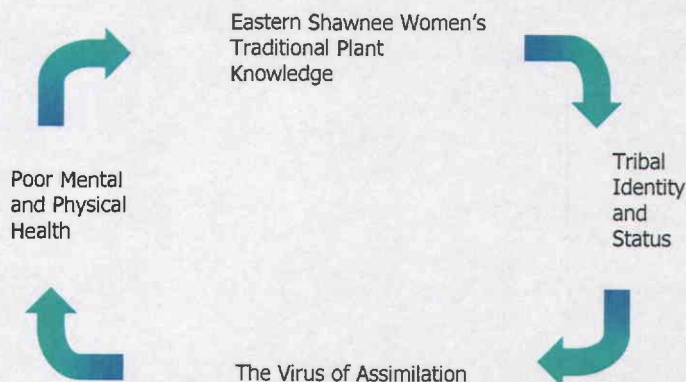 Eastern Shawnee Women's
Traditional Plant
Knowledge
Tribal
Identity
and
Status
The Virus of Assimilation
Poor Mental
and Physical
Health